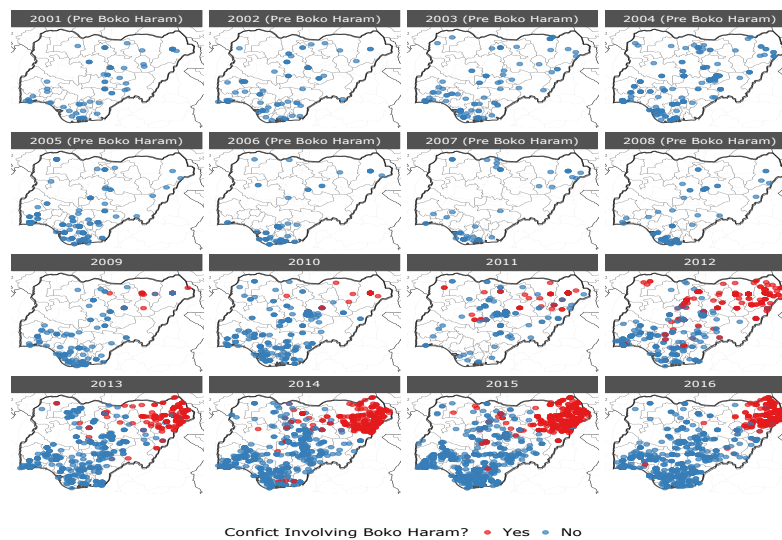 2001 (Pre Boko Haram) 2002 (Pre Boko Haram) 2003 (Pre Boko Haram) 2004 (Pre Boko Haram)
2005 (Pre Boko Haram) 2006 (Pre Boko Haram) 2007 (Pre Boko Haram) 2008 (Pre Boko Haram)
2009 2010 2011 2012
2013 2014 2015 2016
Confict Involving Boko Haram? Yes No